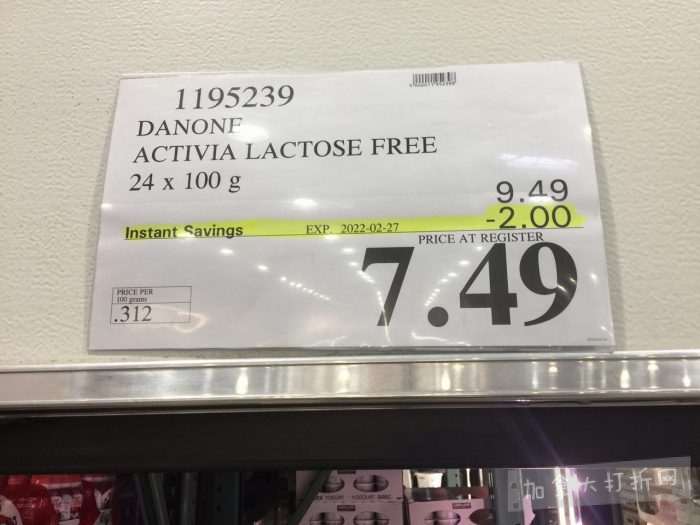 1195239
DANONE
ACTIVIA LACTOSE FREE
24 x 100 g
9.49
Instant Savings EXP. 2022-02-27 -2.00
PRICE AT REGISTER
7.49
PRICE PER
100 grams
.312
YOGURT
加拿大打折网